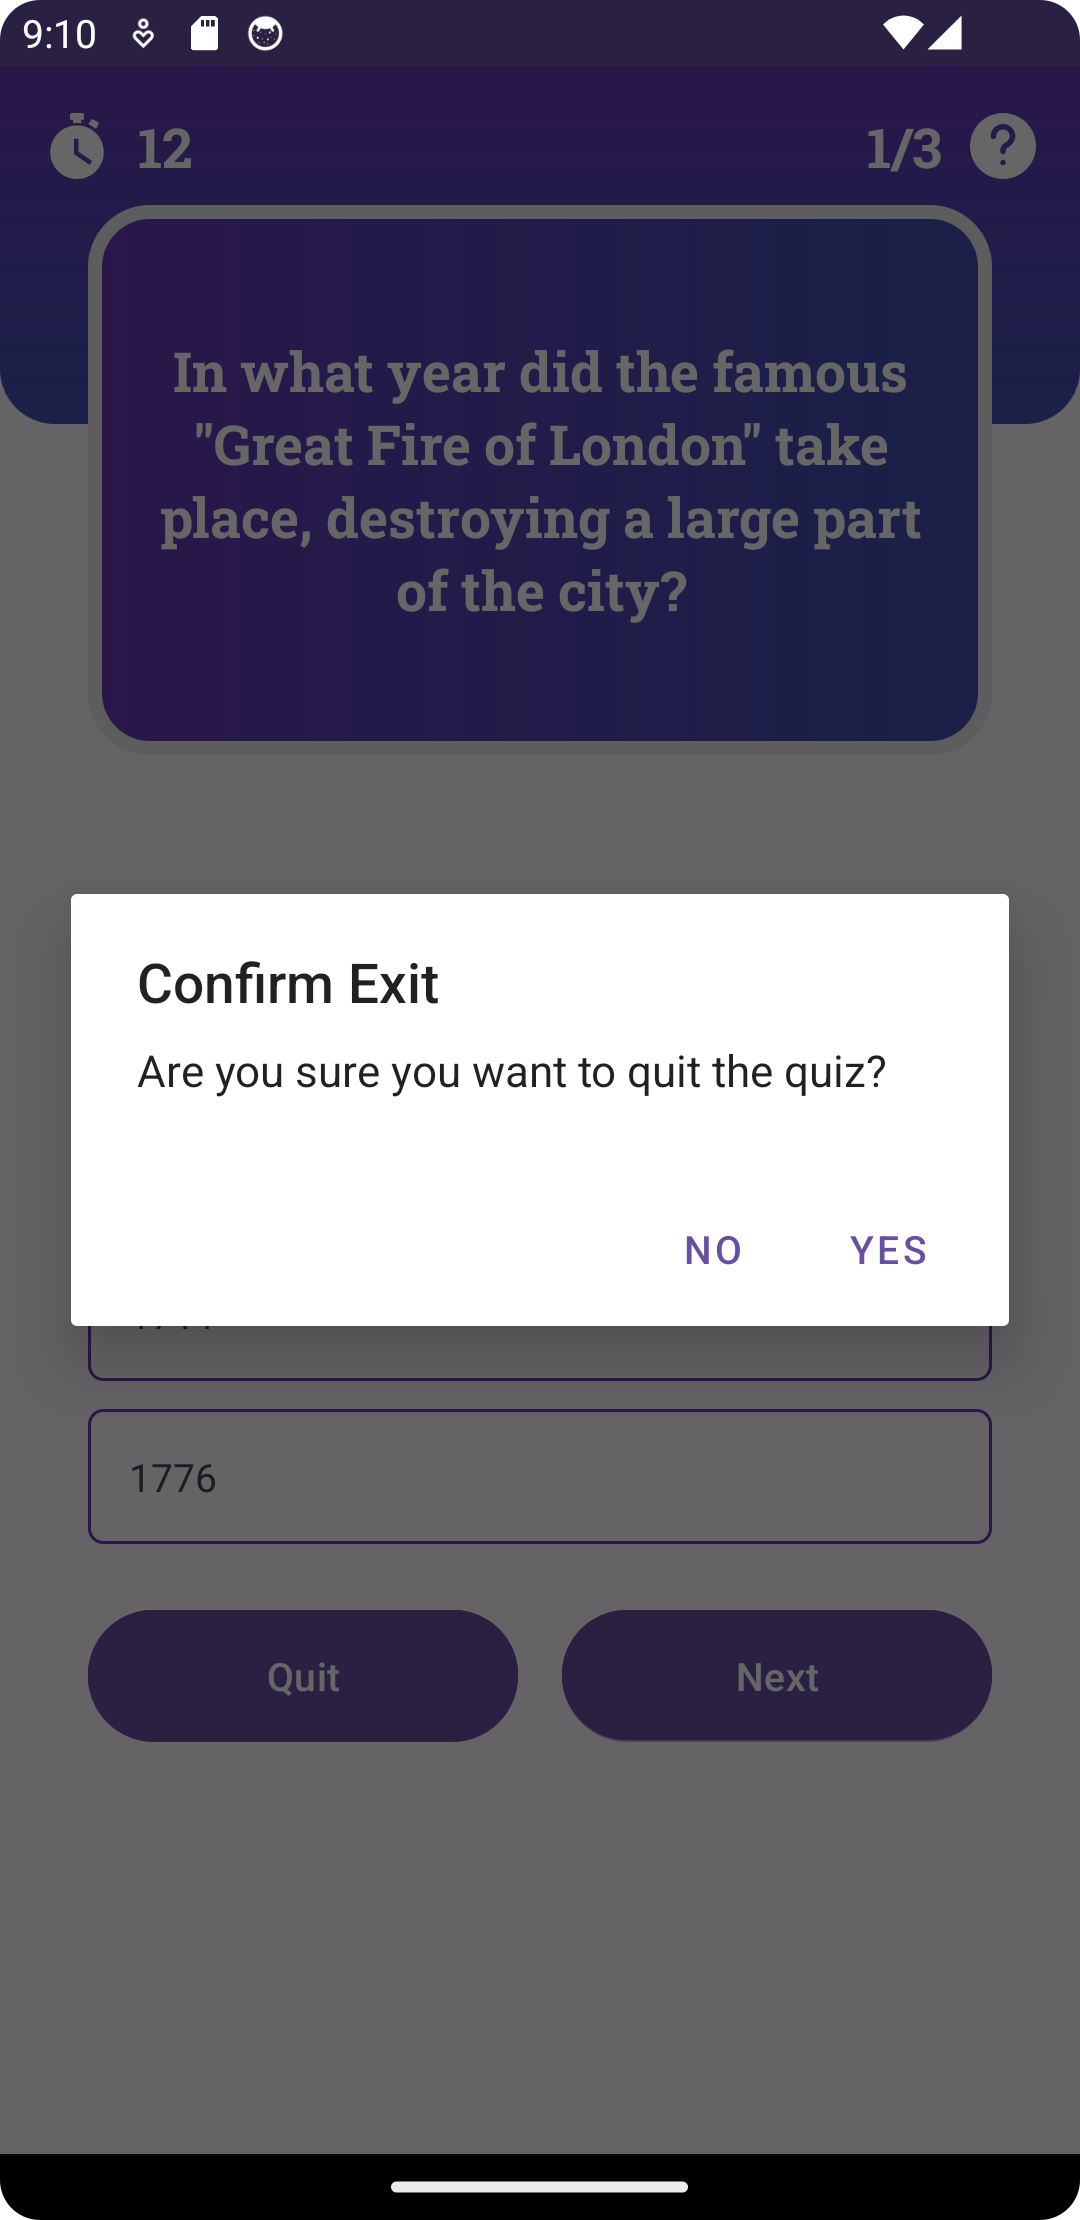 9:10
12
1/3
In what year did the famous
"Great Fire of London" take
place, destroying a large part
of the city?
Confirm Exit
Are you sure you want to quit the quiz?
NO
YES
1776
Quit
Next